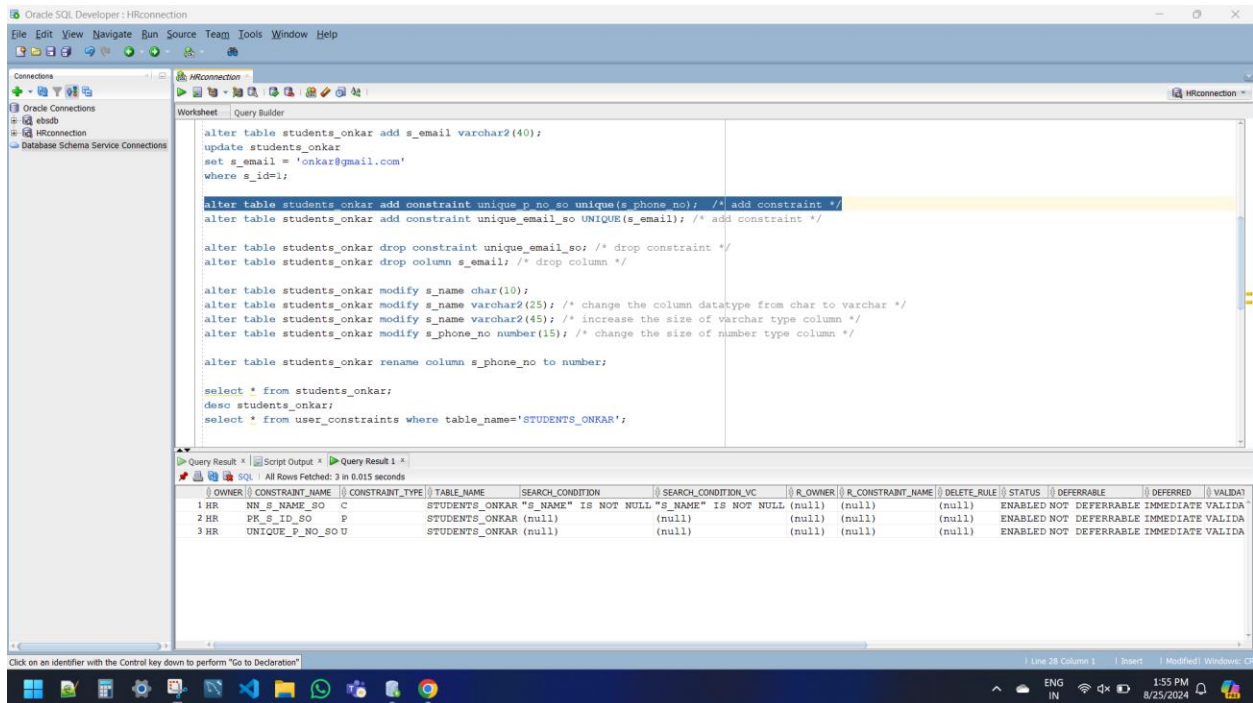 Oracle SQL Developer : HRconnection
File Edit View Navigate Run Source Team Tools Window Help
Connections
HRconnection
Oracle Connections
ebsdb
HRconnection
Database Schema Service Connections
HRconnection
Worksheet Query Builder
alter table students_onkar add s_email varchar2(40);
update students_onkar
set s_email = 'onkar@gmail.com'
where s_id=1;
alter table students_onkar add constraint unique_p_no_so unique(s_phone_no); /* add constraint */
alter table students_onkar add constraint unique_email_so UNIQUE(s_email); /* add constraint */
alter table students_onkar drop constraint unique_email_so; /* drop constraint */
alter table students_onkar drop column s_email; /* drop column */
alter table students_onkar modify s_name char(10);
alter table students_onkar modify s_name varchar2(25); /* change the column datatype from char to varchar */
alter table students_onkar modify s_name varchar2(45); /* increase the size of varchar type column */
alter table students_onkar modify s_phone_no number(15); /* change the size of number type column */
alter table students_onkar rename column s_phone_no to number;
select * from students_onkar;
desc students_onkar;
select * from user_constraints where table_name='STUDENTS_ONKAR';
Query Result Script Output Query Result 1
SQL All Rows Fetched: 3 in 0.015 seconds
OWNER CONSTRAINT_NAME CONSTRAINT_TYPE TABLE_NAME SEARCH_CONDITION SEARCH_CONDITION_VC R_OWNER R_CONSTRAINT_NAME DELETE_RULE STATUS DEFERRABLE DEFERRED VALIDAT
1 HR NN_S_NAME_SO C STUDENTS_ONKAR "S_NAME" IS NOT NULL "S_NAME" IS NOT NULL (null) (null) (null) ENABLED NOT DEFERRABLE IMMEDIATE VALIDA
2 HR PK_S_ID_SO P STUDENTS_ONKAR (null) (null) (null) (null) (null) ENABLED NOT DEFERRABLE IMMEDIATE VALIDA
3 HR UNIQUE_P_NO_SO U STUDENTS_ONKAR (null) (null) (null) (null) (null) ENABLED NOT DEFERRABLE IMMEDIATE VALIDA
Click on an identifier with the Control key down to perform "Go to Declaration"
Line 28 Column 1 Insert Modified Windows: CR
ENG
IN
1:55 PM
8/25/2024